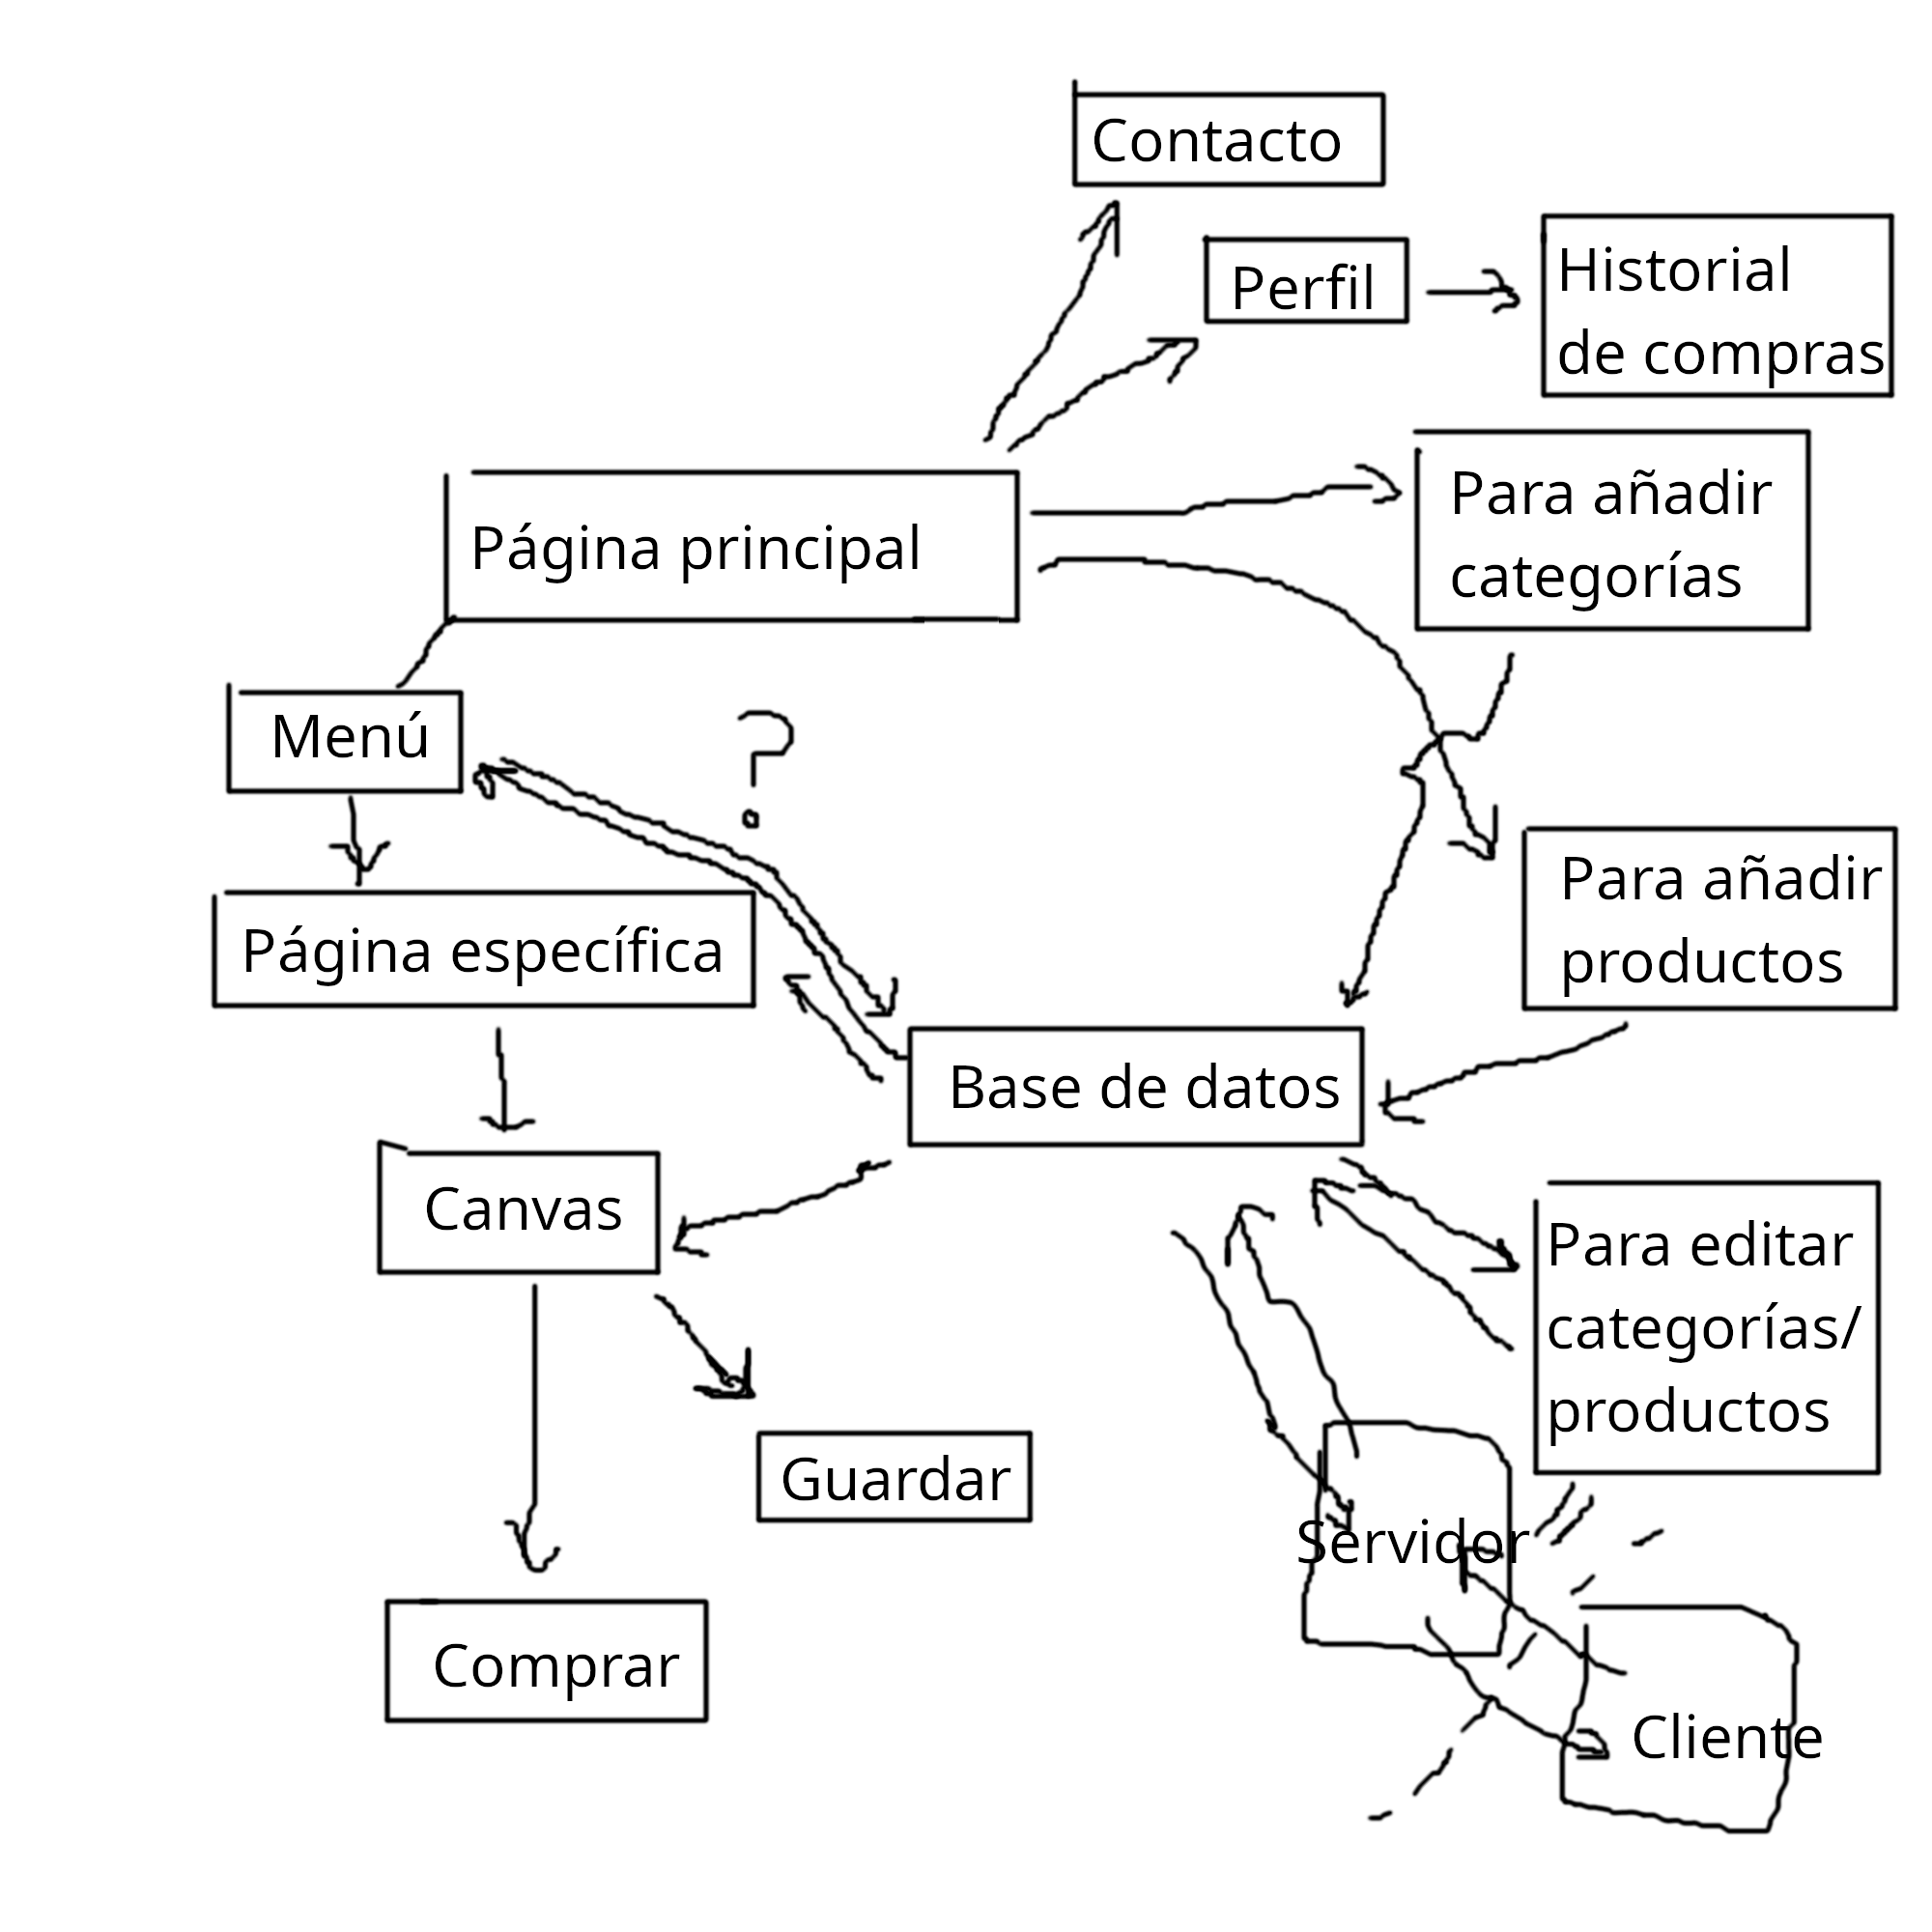 Contacto
Perfil
Historial
de compras
Página principal
Para añadir
categorías
Menú
?
Para añadir
productos
Página específica
Base de datos
Canvas
Para editar
categorías/
productos
Guardar
Servidor
Comprar
Cliente